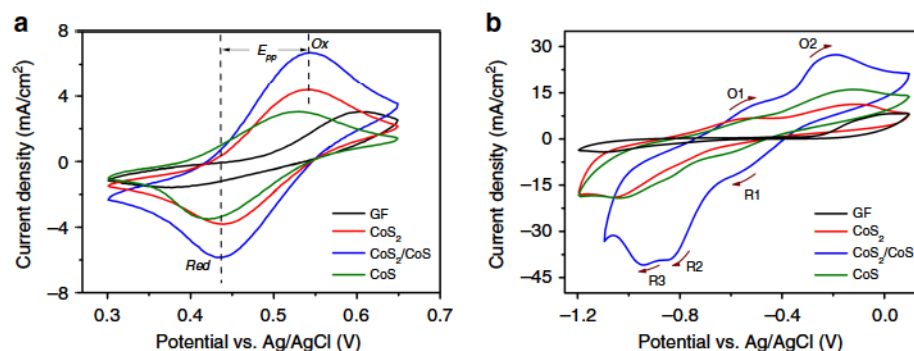 a
Current density (mA/cm²)
8
4
0
−4
−8
0.3 0.4 0.5 0.6 0.7
Potential vs. Ag/AgCl (V)
Epp
Ox
Red
GF
CoS₂
CoS₂/CoS
CoS
b
Current density (mA/cm²)
30
15
0
−15
−30
−45
−1.2 −0.8 −0.4 0.0
Potential vs. Ag/AgCl (V)
O2
O1
R1
R2
R3
GF
CoS₂
CoS₂/CoS
CoS